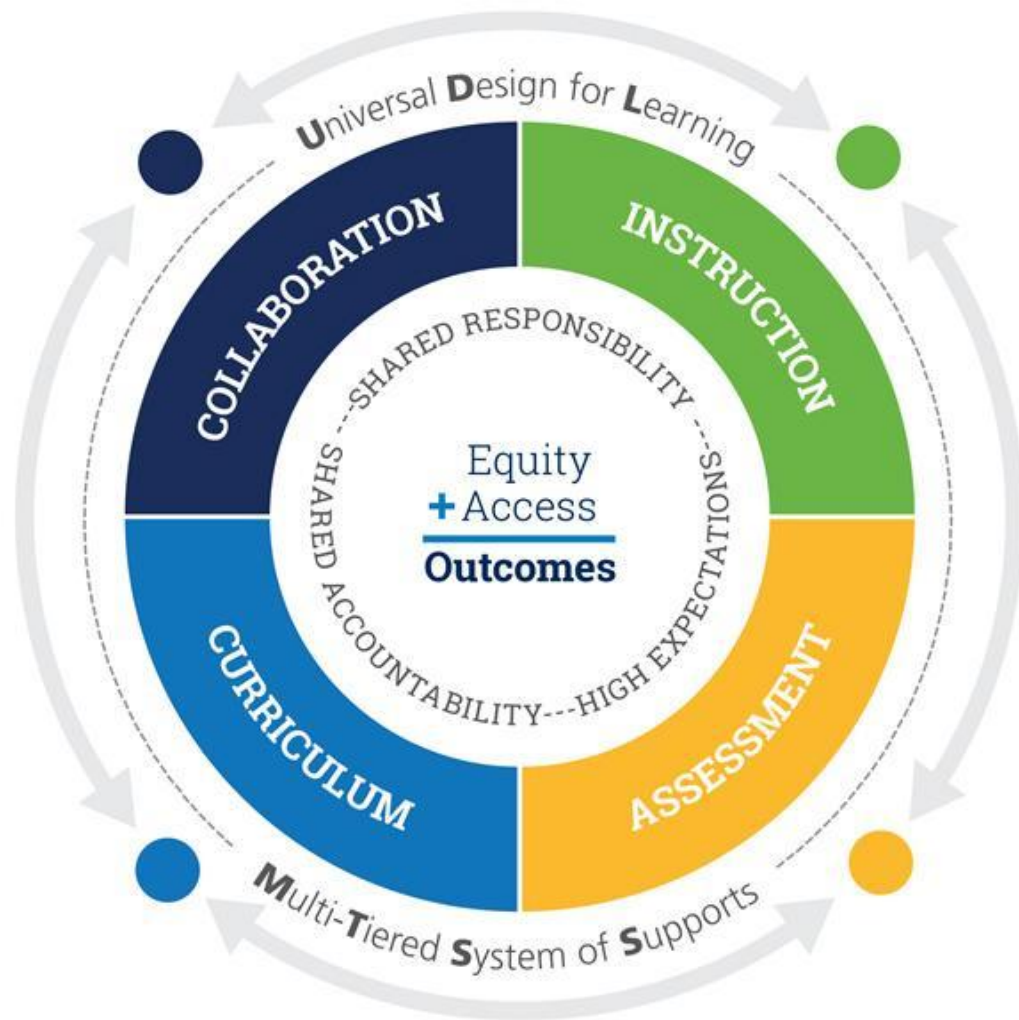 Universal Design for Learning
COLLABORATION
INSTRUCTION
SHARED ACCOUNTABILITY---SHARED RESPONSIBILITY---HIGH EXPECTATIONS---
Equity
+Access
Outcomes
CURRICULUM
ASSESSMENT
Multi-Tiered System of Supports